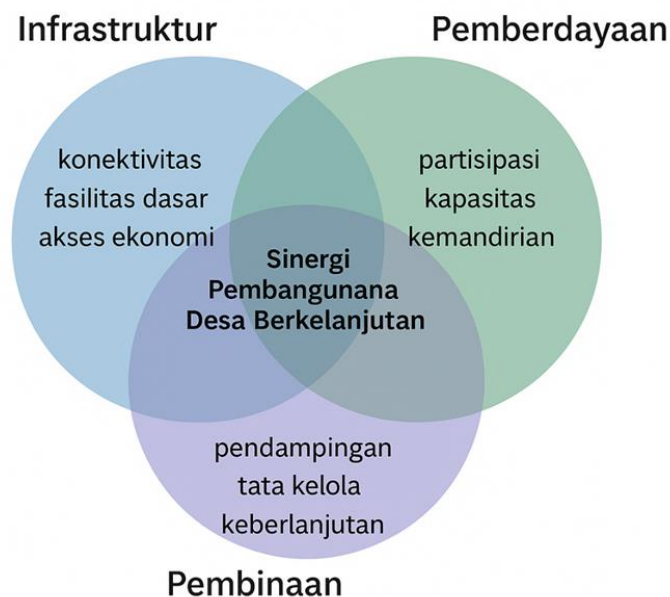 Infrastruktur
Pemberdayaan
konektivitas
fasilitas dasar
akses ekonomi
partisipasi
kapasitas
kemandirian
Sinergi
Pembangunana
Desa Berkelanjutan
pendampingan
tata kelola
keberlanjutan
Pembinaan